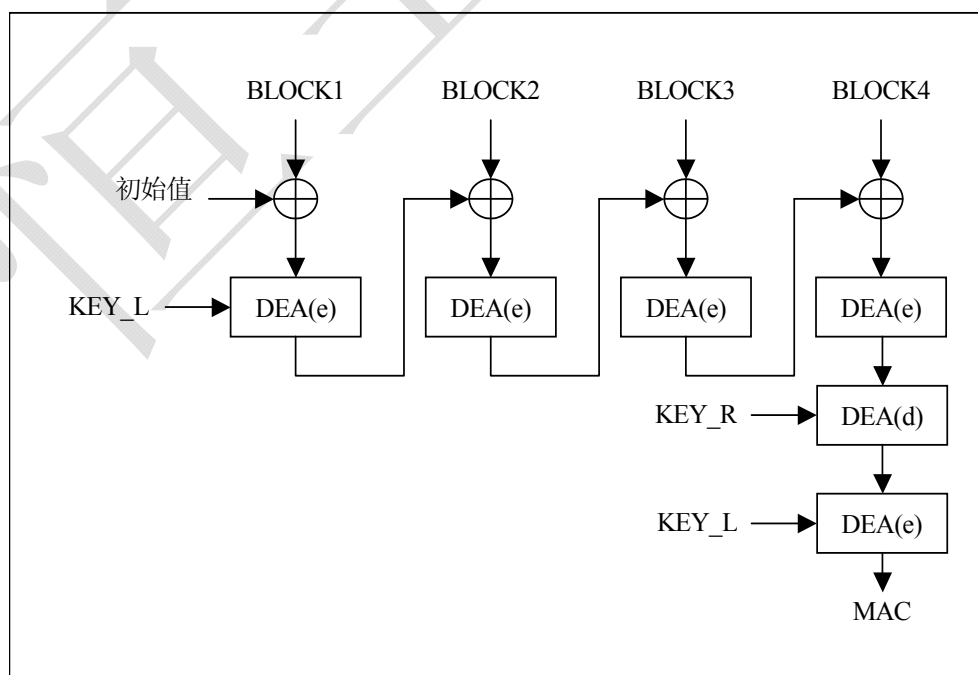 BLOCK1 BLOCK2 BLOCK3 BLOCK4
初始值
KEY_L DEA(e) DEA(e) DEA(e) DEA(e)
KEY_R DEA(d)
KEY_L DEA(e)
MAC